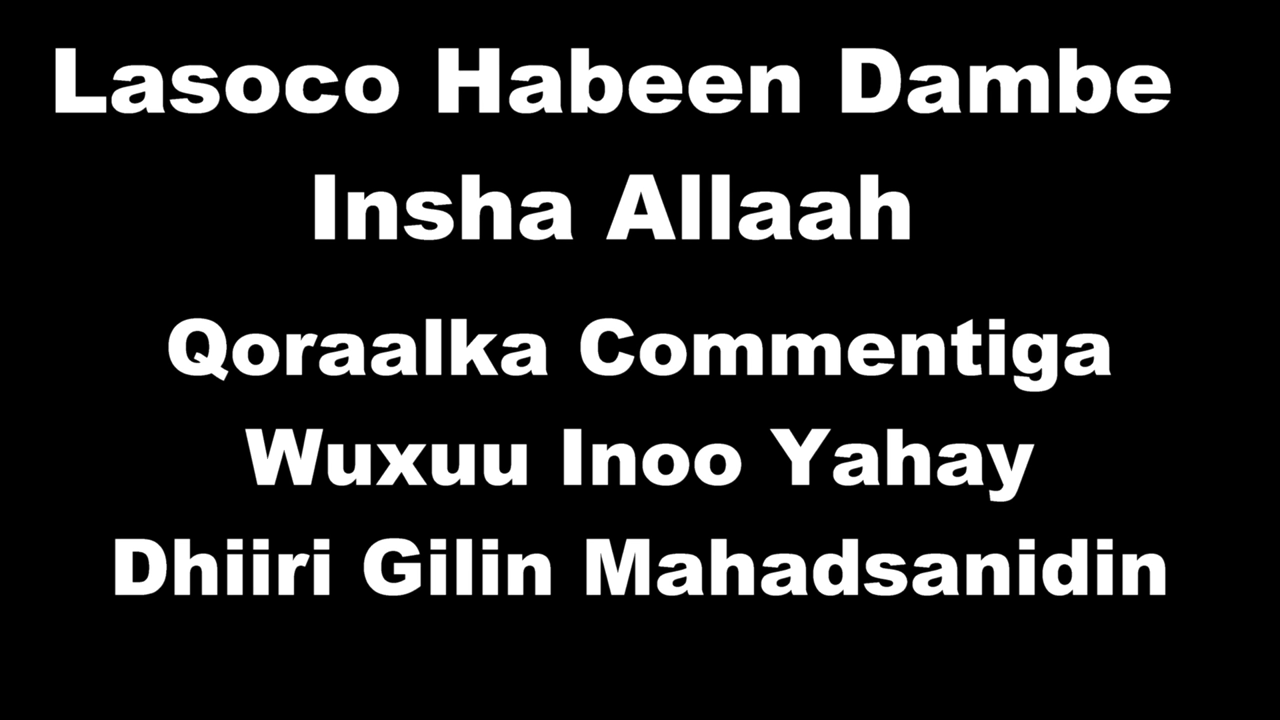 Lasoco Habeen Dambe
Insha Allaah
Qoraalka Commentiga
Wuxuu Inoo Yahay
Dhiiri Gilin Mahadsanidin